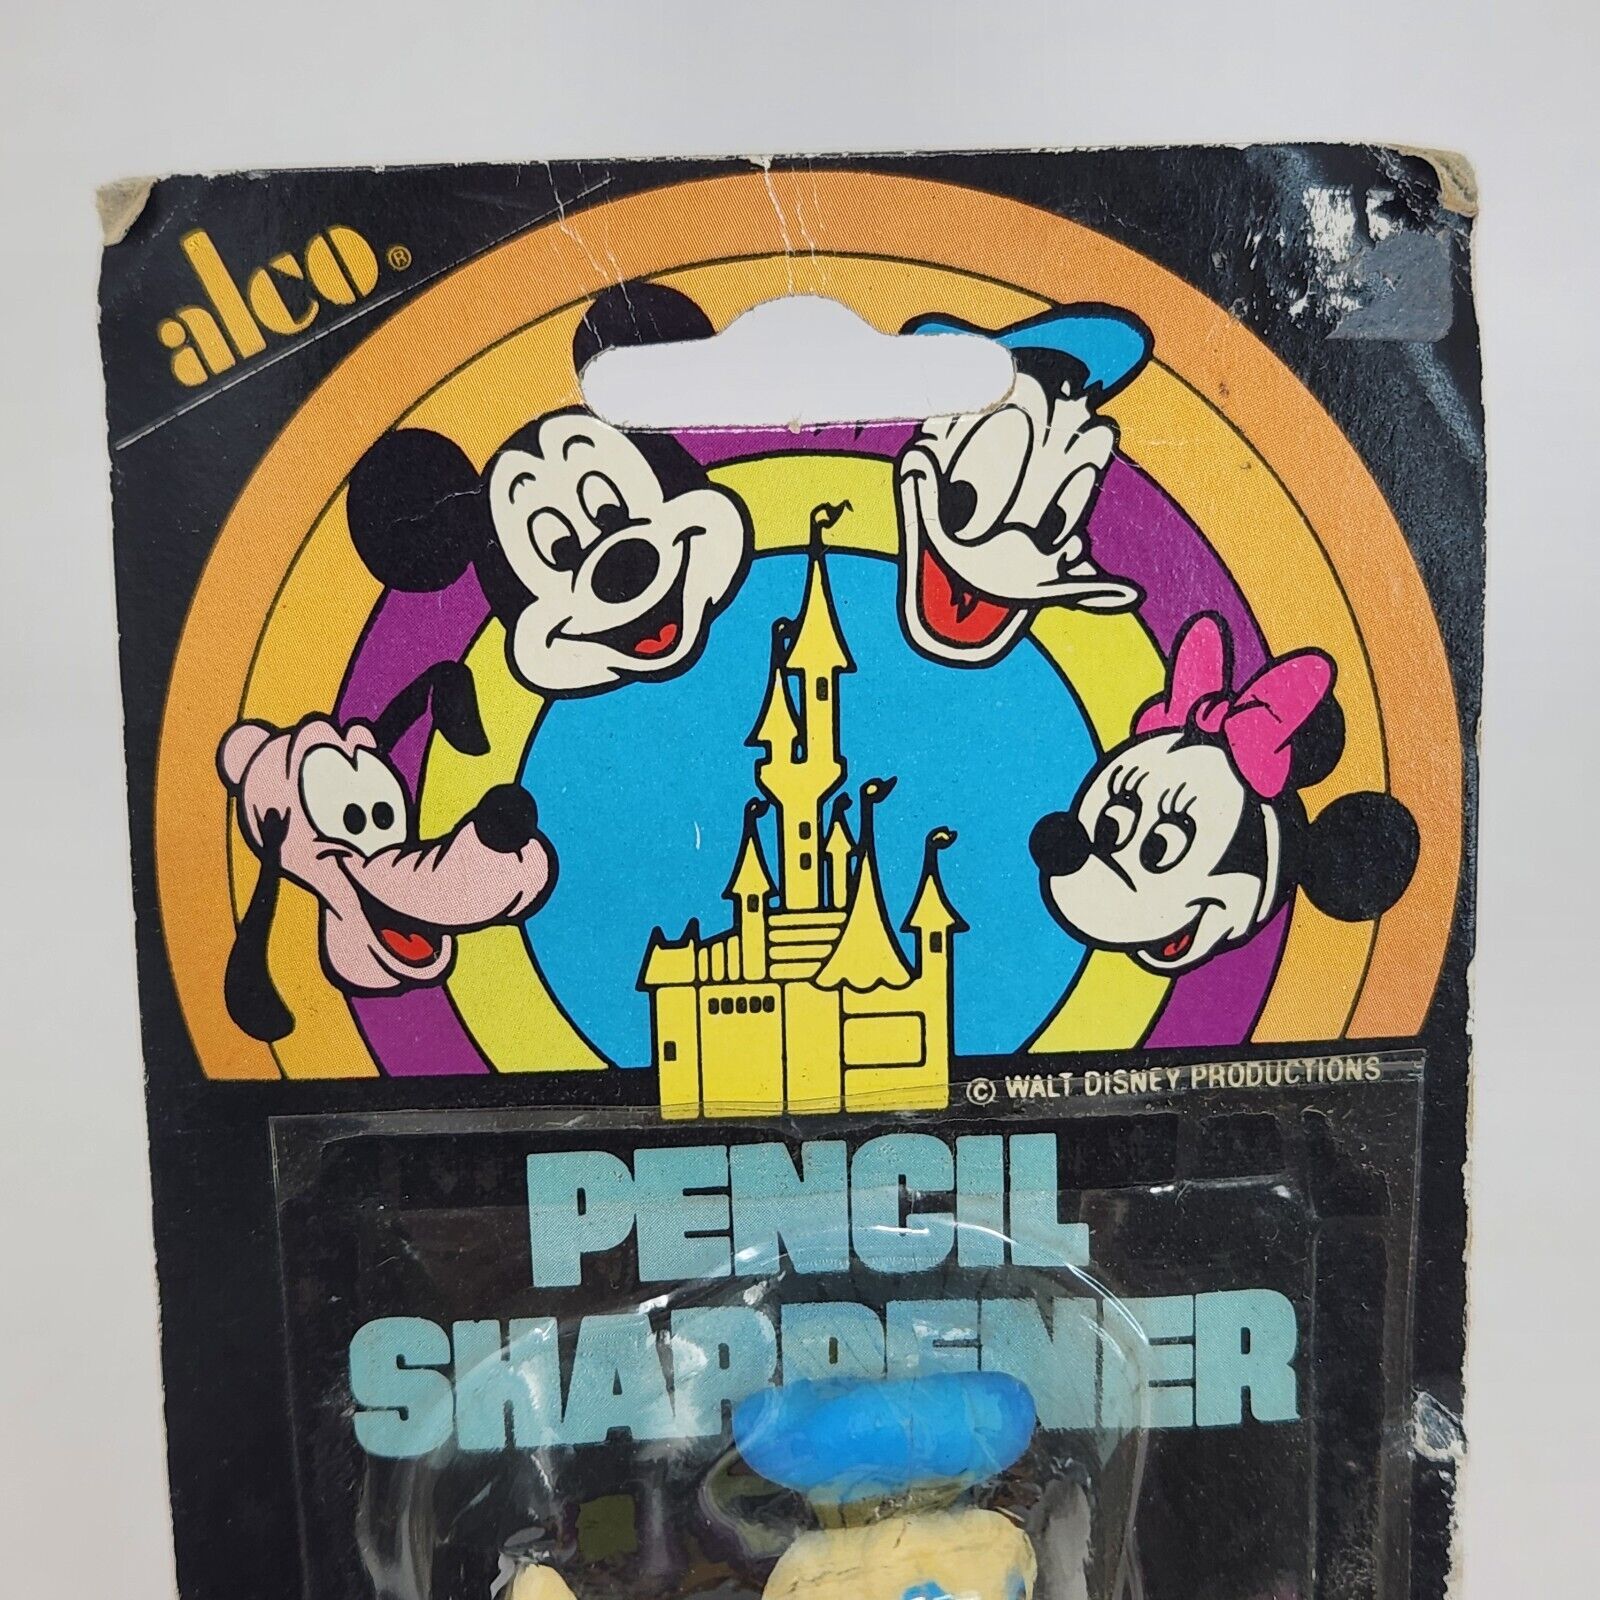 alco®
© WALT DISNEY PRODUCTIONS
PENCIL
SHARPENER